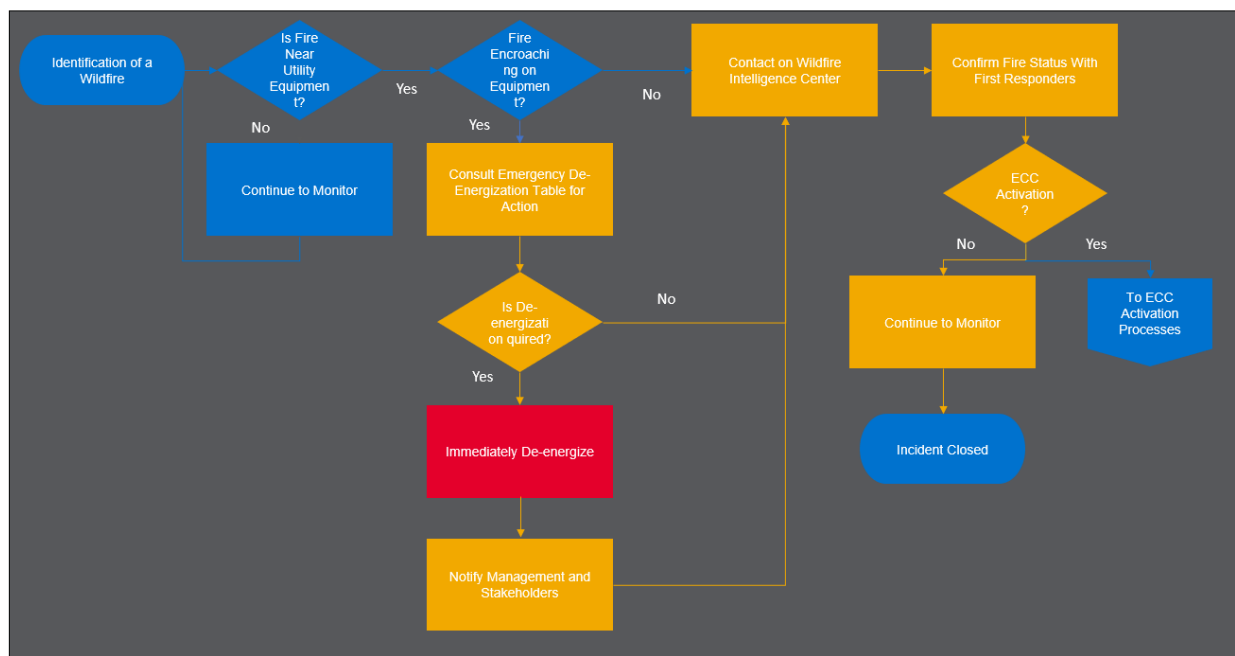 Identification of a
Wildfire
Is Fire
Near
Utility
Equipmen
t?
Yes
No
Continue to Monitor
Fire
Encroachi
ng on
Equipmen
t?
No
Yes
Consult Emergency De-
Energization Table for
Action
Is De-
energizati
on quired?
No
Yes
Immediately De-energize
Notify Management and
Stakeholders
Contact on Wildfire
Intelligence Center
Confirm Fire Status With
First Responders
ECC
Activation
?
No
Yes
Continue to Monitor
To ECC
Activation
Processes
Incident Closed